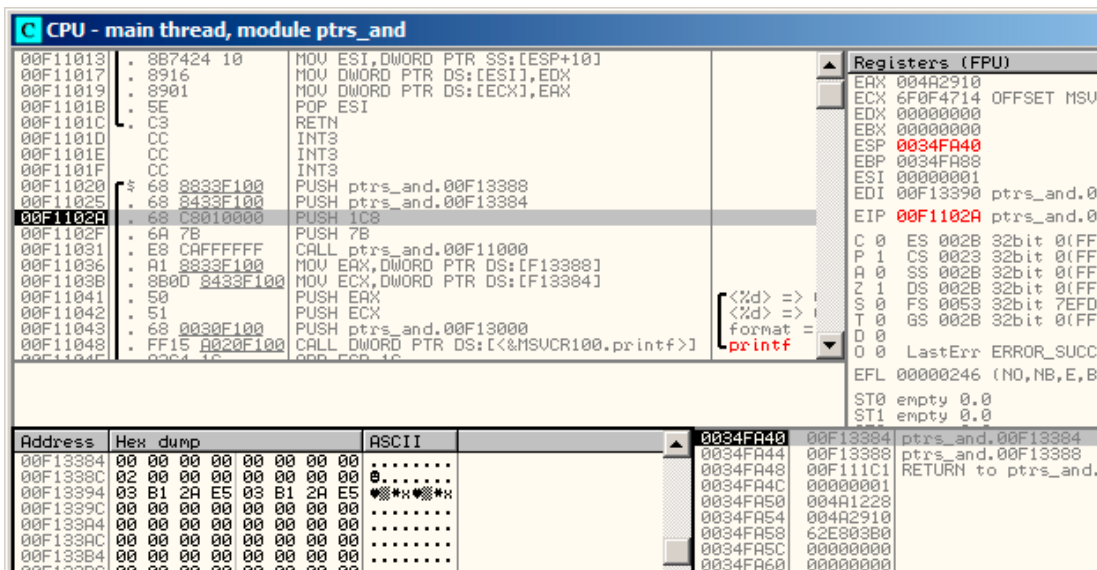 C CPU - main thread, module ptrs_and
00F11013 . 8B7424 10 MOV ESI,DWORD PTR SS:[ESP+10]
00F11017 . 8916 MOV DWORD PTR DS:[ESI],EDX
00F11019 . 8901 MOV DWORD PTR DS:[ECX],EAX
00F1101B . 5E POP ESI
00F1101C . C3 RETN
00F1101D CC INT3
00F1101E CC INT3
00F1101F CC INT3
00F11020 $ 68 8833F100 PUSH ptrs_and.00F13388
00F11025 . 68 8433F100 PUSH ptrs_and.00F13384
00F1102A . 68 C8010000 PUSH 1C8
00F1102F . 6A 7B PUSH 7B
00F11031 . E8 CAFFFFFF CALL ptrs_and.00F11000
00F11036 . A1 8833F100 MOV EAX,DWORD PTR DS:[F13388]
00F1103B . 8B0D 8433F100 MOV ECX,DWORD PTR DS:[F13384]
00F11041 . 50 PUSH EAX <%d> =>
00F11042 . 51 PUSH ECX <%d> =>
00F11043 . 68 0030F100 PUSH ptrs_and.00F13000 format =
00F11048 . FF15 A020F100 CALL DWORD PTR DS:[<&MSVCR100.printf>] printf
Registers (FPU)
EAX 004A2910
ECX 6F0F4714 OFFSET MSV
EDX 00000000
EBX 00000000
ESP 0034FA40
EBP 0034FA88
ESI 00000001
EDI 00F13390 ptrs_and.0
EIP 00F1102A ptrs_and.0
C 0 ES 002B 32bit 0(FF
P 1 CS 0023 32bit 0(FF
A 0 SS 002B 32bit 0(FF
Z 1 DS 002B 32bit 0(FF
S 0 FS 0053 32bit 7EFD
T 0 GS 002B 32bit 0(FF
D 0
O 0 LastErr ERROR_SUCC
EFL 00000246 (NO,NB,E,B
ST0 empty 0.0
ST1 empty 0.0
Address Hex dump ASCII
00F13384 00 00 00 00 00 00 00 00 ........
00F1338C 02 00 00 00 00 00 00 00 ☻.......
00F13394 03 B1 2A E5 03 B1 2A E5 ♥▒*x♥▒*x
00F1339C 00 00 00 00 00 00 00 00 ........
00F133A4 00 00 00 00 00 00 00 00 ........
00F133AC 00 00 00 00 00 00 00 00 ........
00F133B4 00 00 00 00 00 00 00 00 ........
0034FA40 00F13384 ptrs_and.00F13384
0034FA44 00F13388 ptrs_and.00F13388
0034FA48 00F111C1 RETURN to ptrs_and.
0034FA4C 00000001
0034FA50 004A1228
0034FA54 004A2910
0034FA58 62E803B0
0034FA5C 00000000
0034FA60 00000000